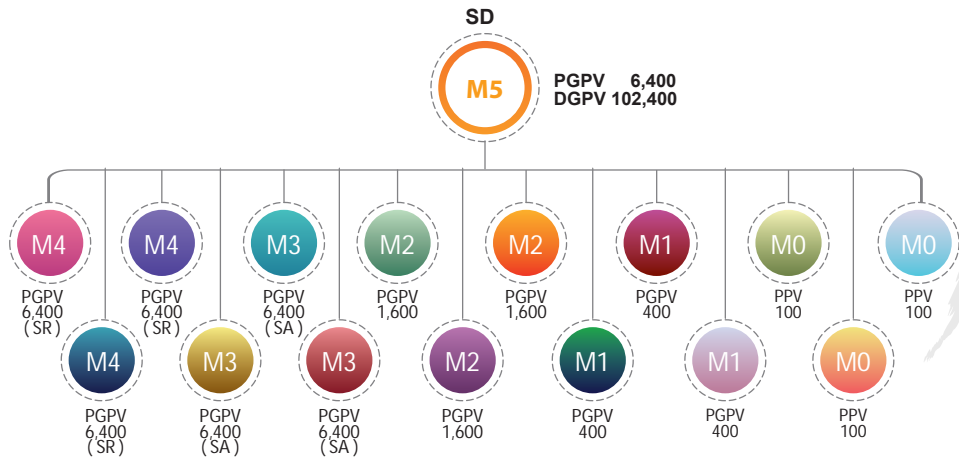 SD
M5
PGPV 6,400
DGPV 102,400
M4
M4
M3
M2
M2
M1
M0
M0
PGPV
6,400
(SR)
PGPV
6,400
(SR)
PGPV
6,400
(SA)
PGPV
1,600
PGPV
1,600
PGPV
400
PPV
100
PPV
100
M4
M3
M3
M2
M1
M1
M0
PGPV
6,400
(SR)
PGPV
6,400
(SA)
PGPV
6,400
(SA)
PGPV
1,600
PGPV
400
PGPV
400
PPV
100